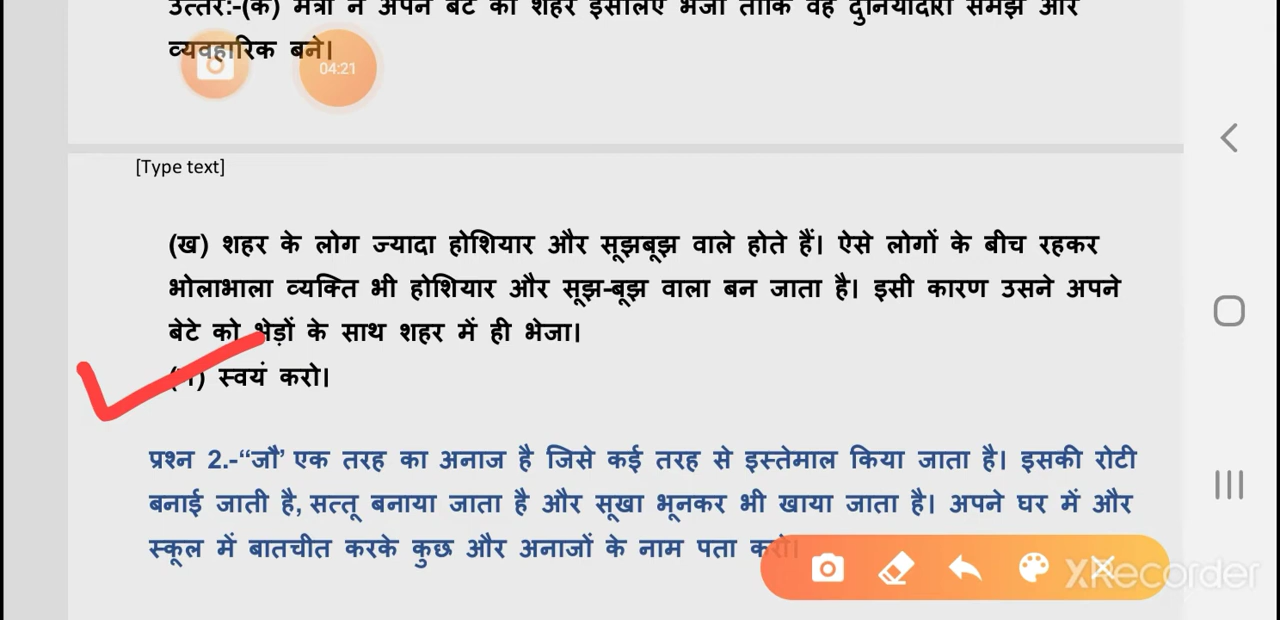 उत्तर:-(क) मंत्री ने अपने बेटे को शहर इसलिए भेजा ताकि वह दुनियादारी समझे और
व्यवहारिक बने।
04:21
[Type text]
(ख) शहर के लोग ज्यादा होशियार और सूझबूझ वाले होते हैं। ऐसे लोगों के बीच रहकर
भोलाभाला व्यक्ति भी होशियार और सूझ-बूझ वाला बन जाता है। इसी कारण उसने अपने
बेटे को भेड़ों के साथ शहर में ही भेजा।
(ग) स्वयं करो।
प्रश्न 2.-“जौ’ एक तरह का अनाज है जिसे कई तरह से इस्तेमाल किया जाता है। इसकी रोटी
बनाई जाती है, सत्तू बनाया जाता है और सूखा भूनकर भी खाया जाता है। अपने घर में और
स्कूल में बातचीत करके कुछ और अनाजों के नाम पता करो।
XRecorder